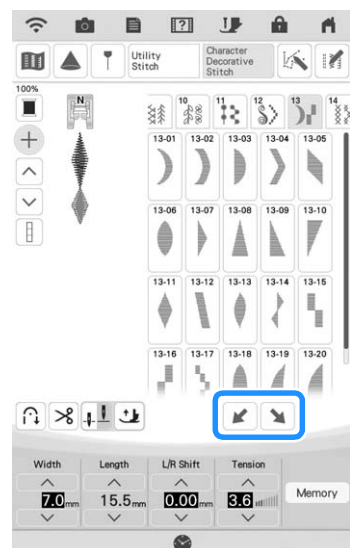 ?
Utility
Stitch
Character
Decorative
Stitch
100%
N
10 11 12 13 14
13-01 13-02 13-03 13-04 13-05
13-06 13-07 13-08 13-09 13-10
13-11 13-12 13-13 13-14 13-15
13-16 13-17 13-18 13-19 13-20
Width Length L/R Shift Tension
7.0mm 15.5mm 0.00mm 3.6
Memory